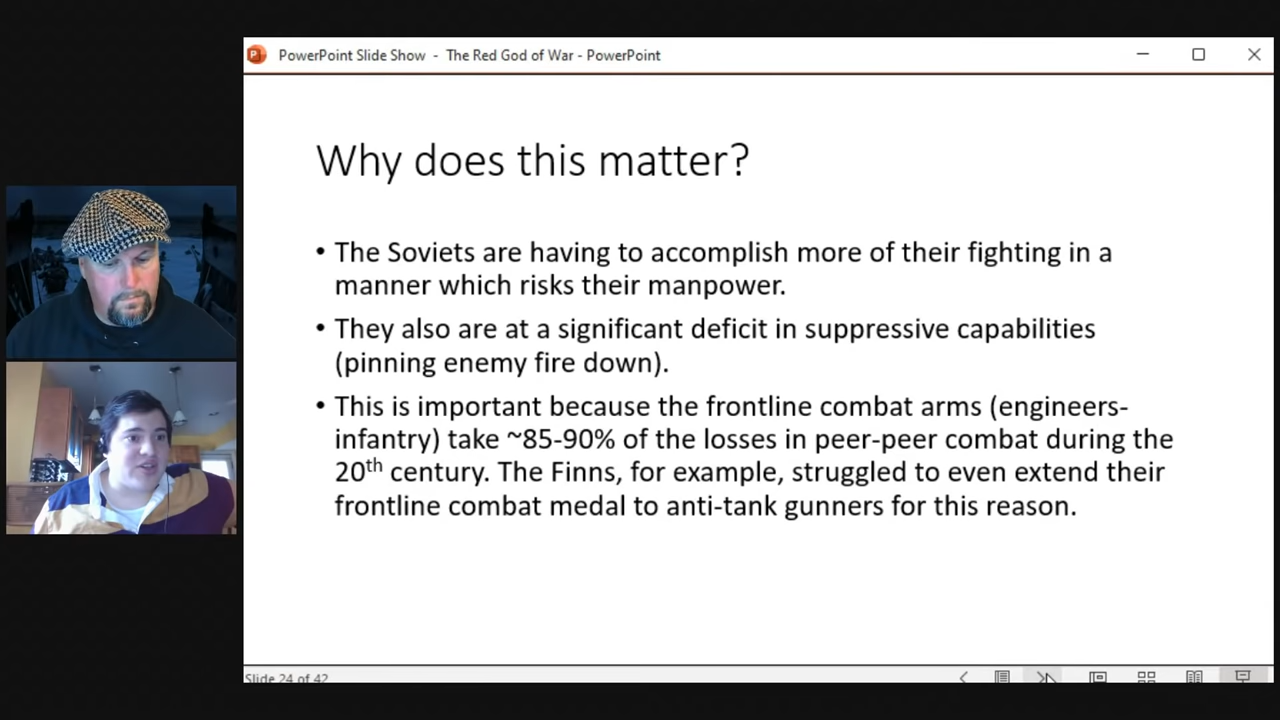 PowerPoint Slide Show - The Red God of War - PowerPoint
Why does this matter?
• The Soviets are having to accomplish more of their fighting in a
manner which risks their manpower.
• They also are at a significant deficit in suppressive capabilities
(pinning enemy fire down).
• This is important because the frontline combat arms (engineers-
infantry) take ~85-90% of the losses in peer-peer combat during the
20th century. The Finns, for example, struggled to even extend their
frontline combat medal to anti-tank gunners for this reason.
Slide 24 of 42